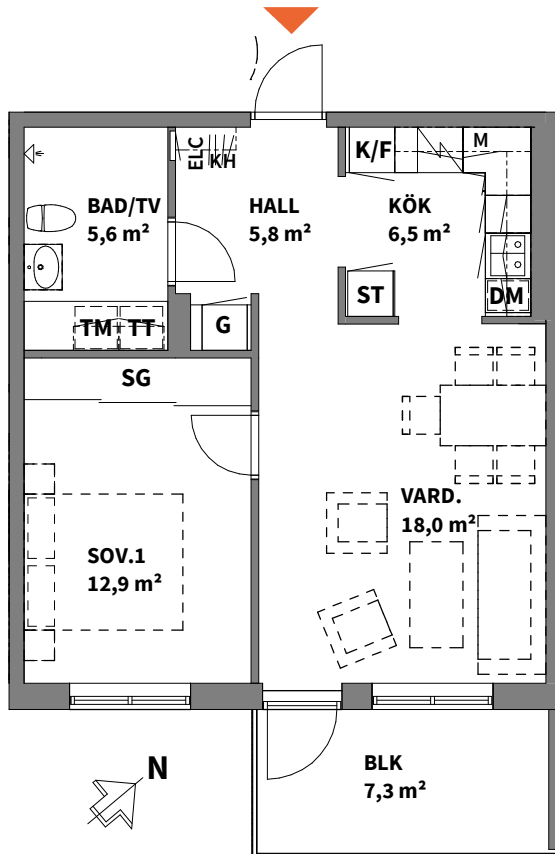 ELC
KH
K/F
M
BAD/TV
5,6 m²
HALL
5,8 m²
KÖK
6,5 m²
ST
DM
TM
TT
G
SG
VARD.
18,0 m²
SOV.1
12,9 m²
N
BLK
7,3 m²